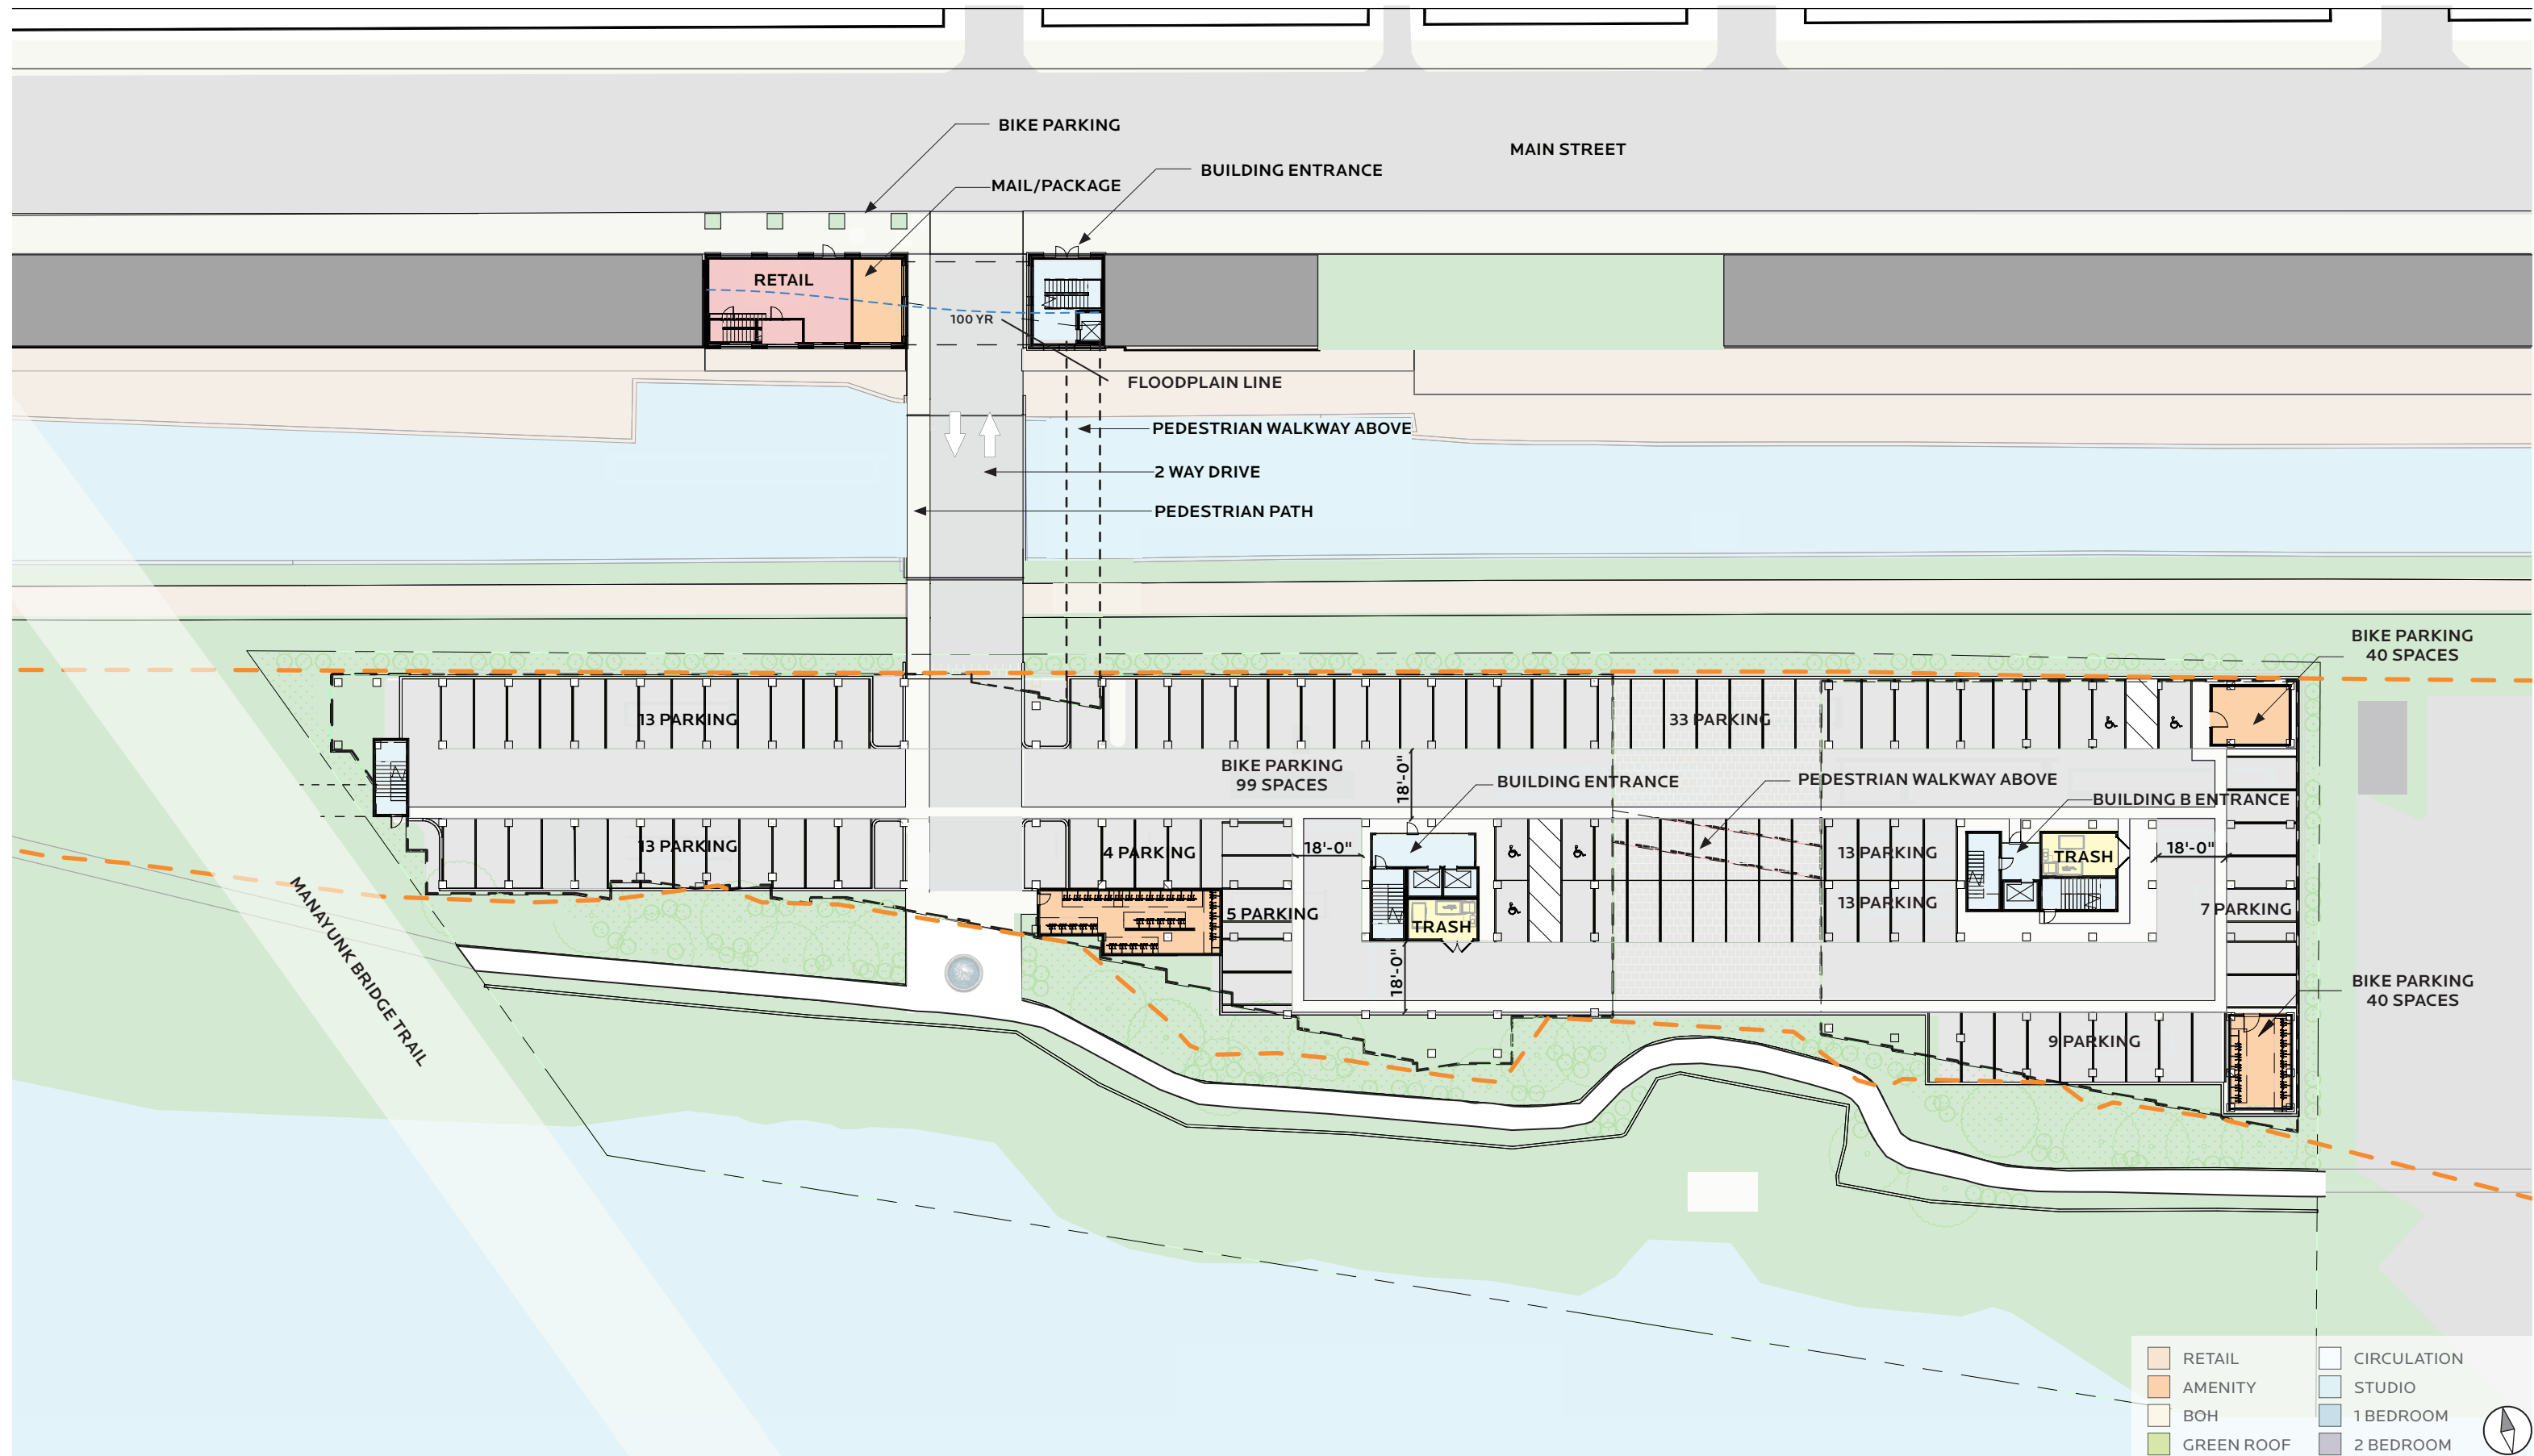 BIKE PARKING
MAIN STREET
BUILDING ENTRANCE
MAIL/PACKAGE
RETAIL
100 YR
FLOODPLAIN LINE
PEDESTRIAN WALKWAY ABOVE
2 WAY DRIVE
PEDESTRIAN PATH
BIKE PARKING
40 SPACES
13 PARKING
33 PARKING
BIKE PARKING
99 SPACES
18'-0"
BUILDING ENTRANCE
PEDESTRIAN WALKWAY ABOVE
BUILDING B ENTRANCE
13 PARKING
4 PARKING
18'-0"
13 PARKING
TRASH
18'-0"
5 PARKING
TRASH
13 PARKING
7 PARKING
18'-0"
MANAYUNK BRIDGE TRAIL
BIKE PARKING
40 SPACES
9 PARKING
RETAIL
AMENITY
BOH
GREEN ROOF
CIRCULATION
STUDIO
1 BEDROOM
2 BEDROOM